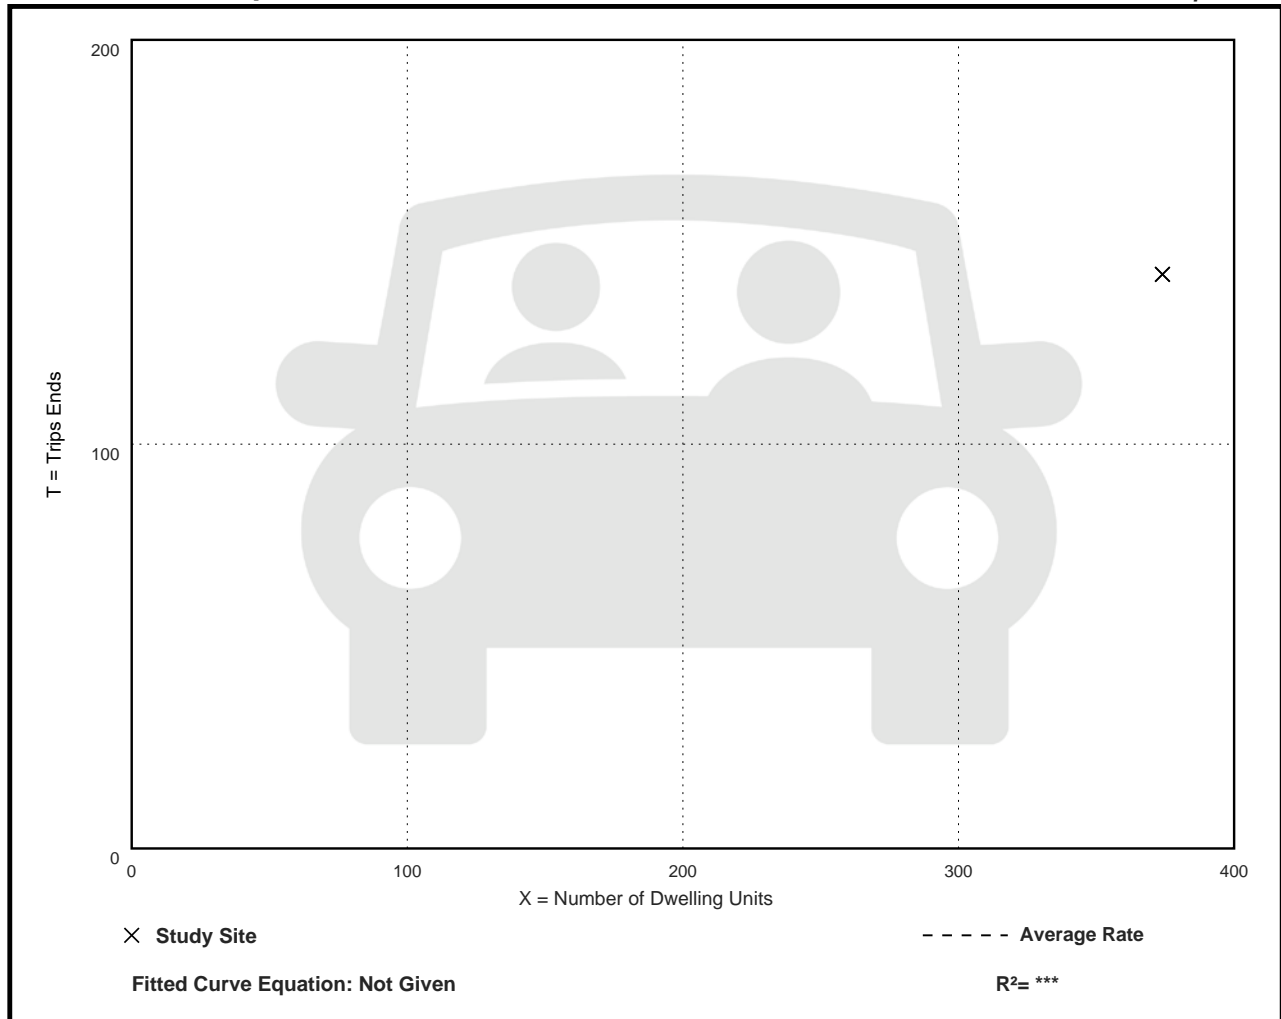 200
100
0
T = Trips Ends
0 100 200 300 400
X = Number of Dwelling Units
Study Site
Average Rate
Fitted Curve Equation: Not Given
R²= ***